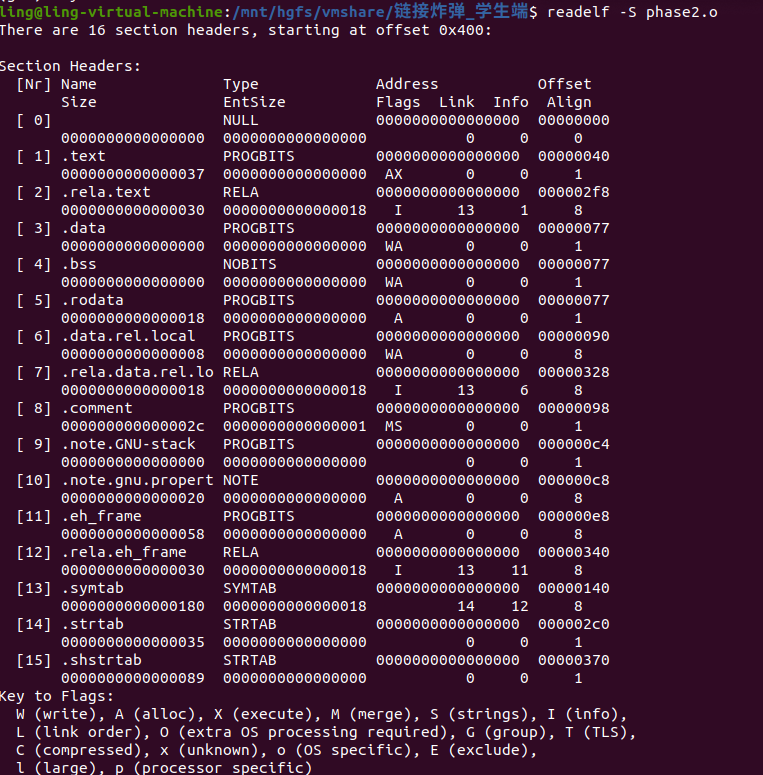 ling@ling-virtual-machine:/mnt/hgfs/vmshare/链接炸弹_学生端$ readelf -S phase2.o
There are 16 section headers, starting at offset 0x400:
Section Headers:
[Nr] Name Type Address Offset
Size EntSize Flags Link Info Align
[ 0] NULL 0000000000000000 00000000
0000000000000000 0000000000000000 0 0 0
[ 1] .text PROGBITS 0000000000000000 00000040
0000000000000037 0000000000000000 AX 0 0 1
[ 2] .rela.text RELA 0000000000000000 000002f8
0000000000000030 0000000000000018 I 13 1 8
[ 3] .data PROGBITS 0000000000000000 00000077
0000000000000000 0000000000000000 WA 0 0 1
[ 4] .bss NOBITS 0000000000000000 00000077
0000000000000000 0000000000000000 WA 0 0 1
[ 5] .rodata PROGBITS 0000000000000000 00000077
0000000000000018 0000000000000000 A 0 0 1
[ 6] .data.rel.local PROGBITS 0000000000000000 00000090
0000000000000008 0000000000000000 WA 0 0 8
[ 7] .rela.data.rel.lo RELA 0000000000000000 00000328
0000000000000018 0000000000000018 I 13 6 8
[ 8] .comment PROGBITS 0000000000000000 00000098
000000000000002c 0000000000000001 MS 0 0 1
[ 9] .note.GNU-stack PROGBITS 0000000000000000 000000c4
0000000000000000 0000000000000000 0 0 1
[10] .note.gnu.propert NOTE 0000000000000000 000000c8
0000000000000020 0000000000000000 A 0 0 8
[11] .eh_frame PROGBITS 0000000000000000 000000e8
0000000000000058 0000000000000000 A 0 0 8
[12] .rela.eh_frame RELA 0000000000000000 00000340
0000000000000030 0000000000000018 I 13 11 8
[13] .symtab SYMTAB 0000000000000000 00000140
0000000000000180 0000000000000018 14 12 8
[14] .strtab STRTAB 0000000000000000 000002c0
0000000000000035 0000000000000000 0 0 1
[15] .shstrtab STRTAB 0000000000000000 00000370
0000000000000089 0000000000000000 0 0 1
Key to Flags:
W (write), A (alloc), X (execute), M (merge), S (strings), I (info),
L (link order), O (extra OS processing required), G (group), T (TLS),
C (compressed), x (unknown), o (OS specific), E (exclude),
l (large), p (processor specific)